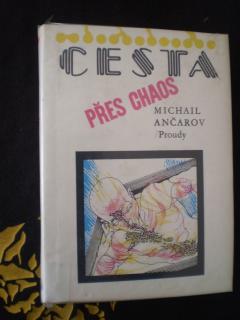 CESTA
PŘES CHAOS
MICHAIL
ANČAROV
/Proudy